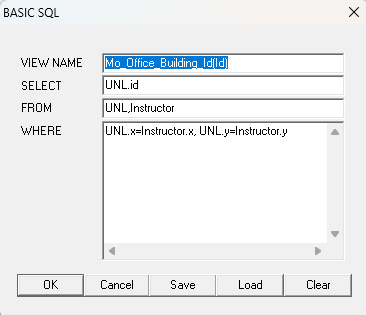 BASIC SQL
VIEW NAME Mo_Office_Building_Id(Id)
SELECT UNL.id
FROM UNL,Instructor
WHERE UNL.x=Instructor.x, UNL.y=Instructor.y
OK Cancel Save Load Clear